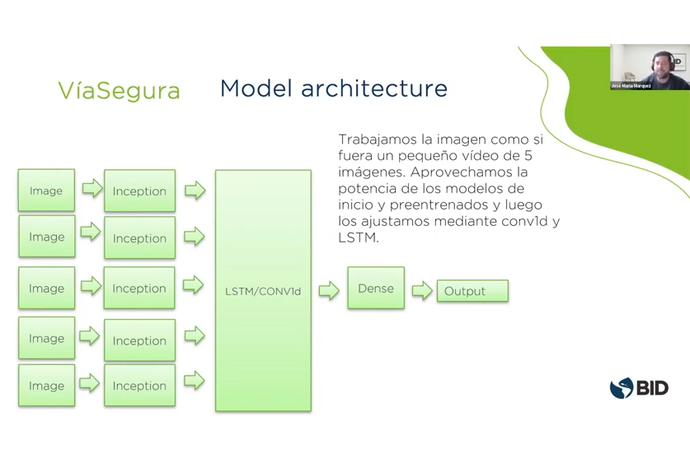 VíaSegura
Model architecture
José María Márquez
Trabajamos la imagen como si
fuera un pequeño vídeo de 5
imágenes. Aprovechamos la
potencia de los modelos de
inicio y preentrenados y luego
los ajustamos mediante conv1d y
LSTM.
Image
Inception
Image
Inception
Image
Inception
LSTM/CONV1d
Dense
Output
Image
Inception
Image
Inception
BID